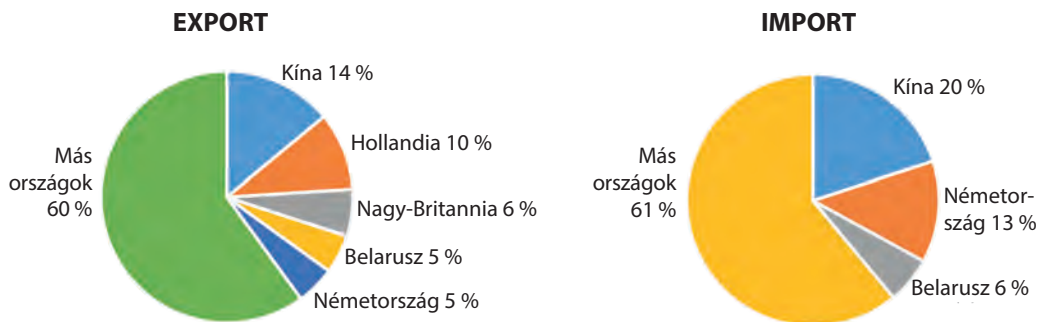 EXPORT
Kína 14 %
Hollandia 10 %
Nagy-Britannia 6 %
Belarusz 5 %
Németország 5 %
Más
országok
60 %
IMPORT
Kína 20 %
Németor-
szág 13 %
Belarusz 6 %
Más
országok
61 %